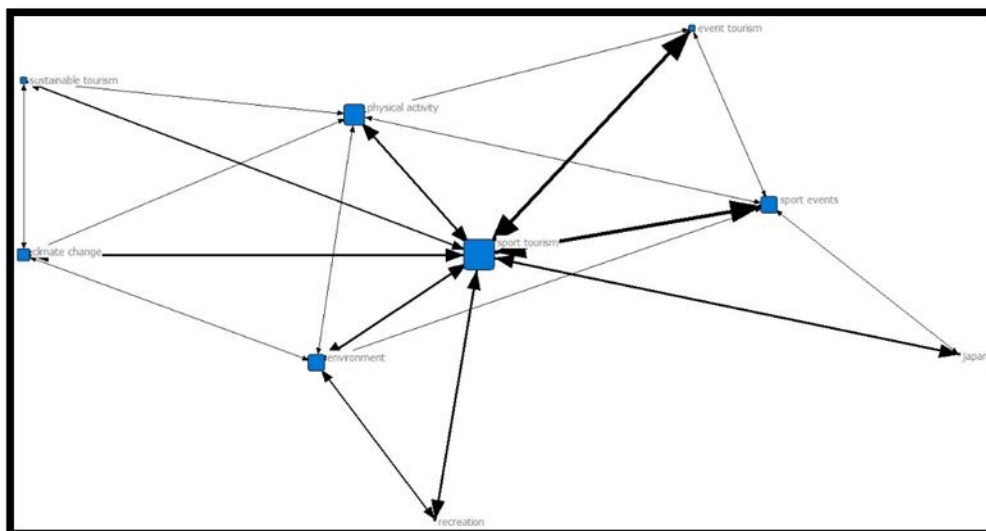 event tourism
sustainable tourism
physical activity
sport events
sport tourism
climate change
environment
japan
recreation